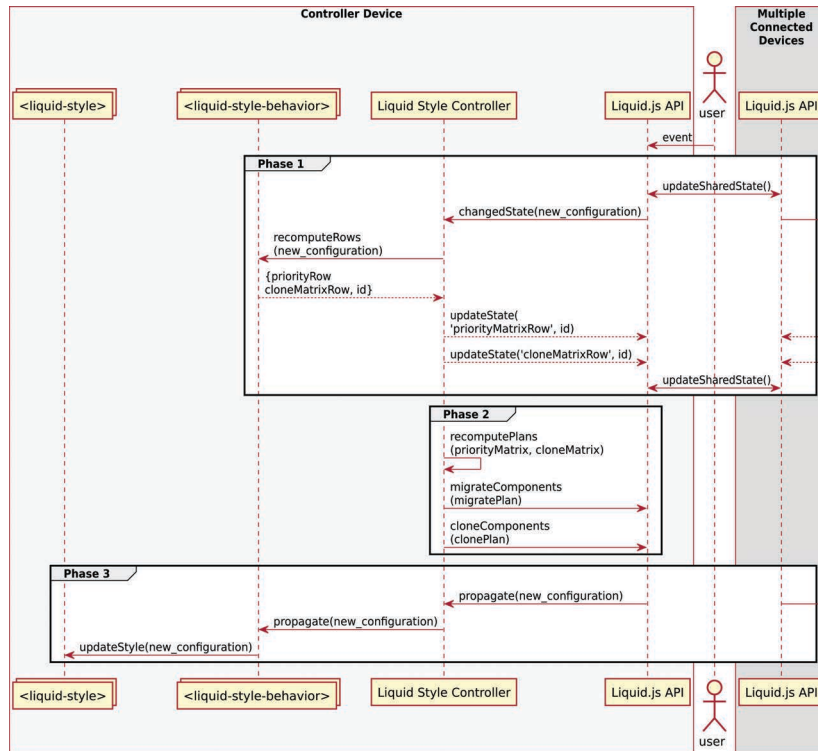 Controller Device
Multiple
Connected
Devices
<liquid-style>
<liquid-style-behavior>
Liquid Style Controller
Liquid.js API
user
Liquid.js API
event
Phase 1
updateSharedState()
changedState(new_configuration)
recomputeRows
(new_configuration)
{priorityRow
cloneMatrixRow, id}
updateState(
'priorityMatrixRow', id)
updateState('cloneMatrixRow', id)
updateSharedState()
Phase 2
recomputePlans
(priorityMatrix, cloneMatrix)
migrateComponents
(migratePlan)
cloneComponents
(clonePlan)
Phase 3
propagate(new_configuration)
propagate(new_configuration)
updateStyle(new_configuration)
<liquid-style>
<liquid-style-behavior>
Liquid Style Controller
Liquid.js API
Liquid.js API
user